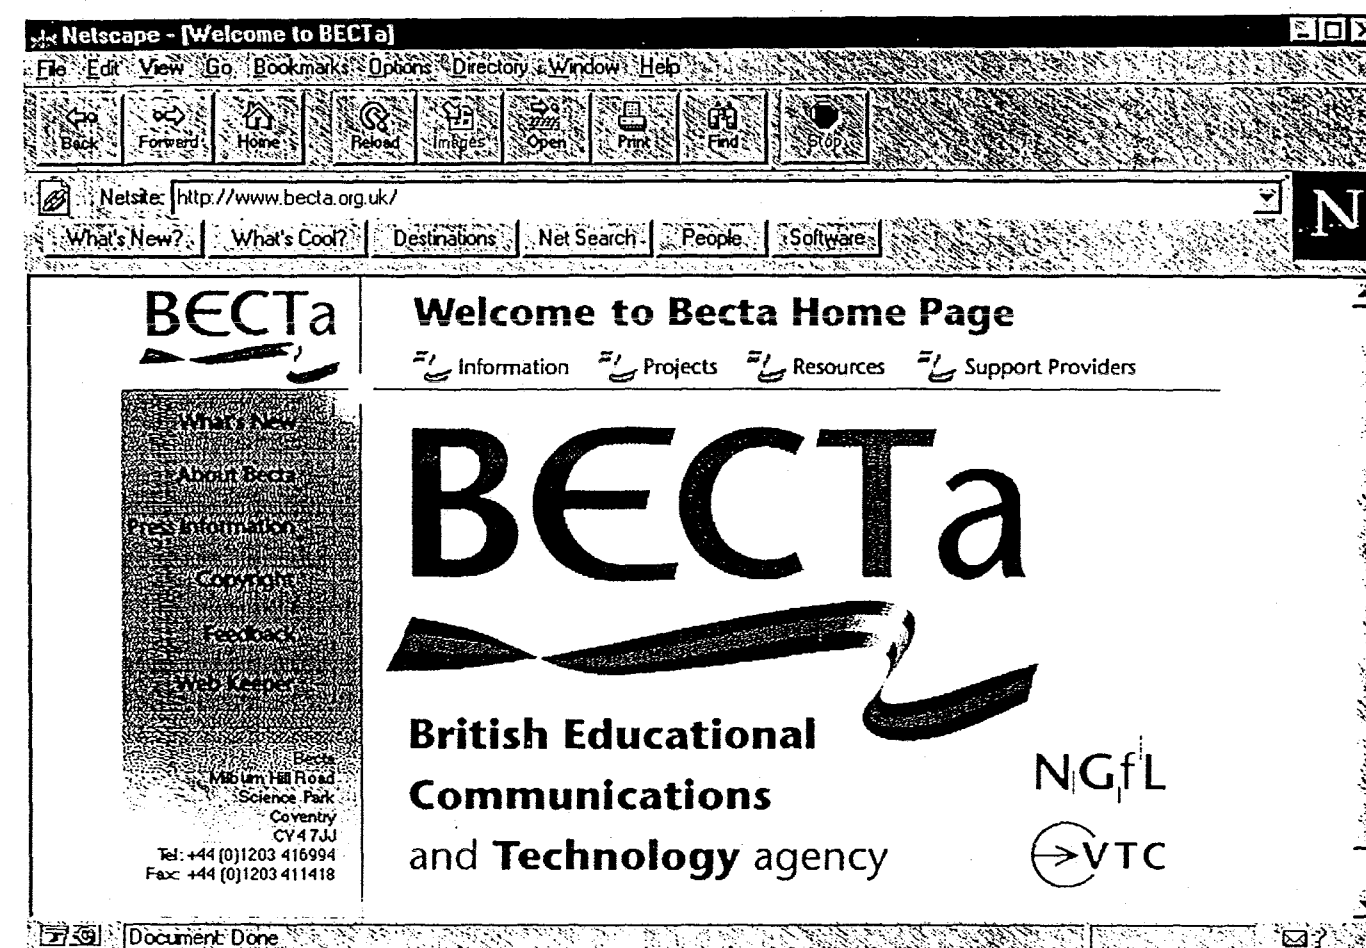 Netscape - [Welcome to BECTa]
File Edit View Go Bookmarks Options Directory Window Help
Back Forward Home Reload Images Open Print Find Stop
Netsite: http://www.becta.org.uk/
N
What's New? What's Cool? Destinations Net Search People Software
BECTa
Welcome to Becta Home Page
Information Projects Resources Support Providers
What's New
About Becta
Press Information
Copyright
Feedback
Web Keeper
Becta
Milburn Hill Road
Science Park
Coventry
CV4 7JJ
Tel: +44 (0)1203 416994
Fax: +44 (0)1203 411418
BECTa
British Educational
Communications
and Technology agency
NGfL
VTC
Document: Done